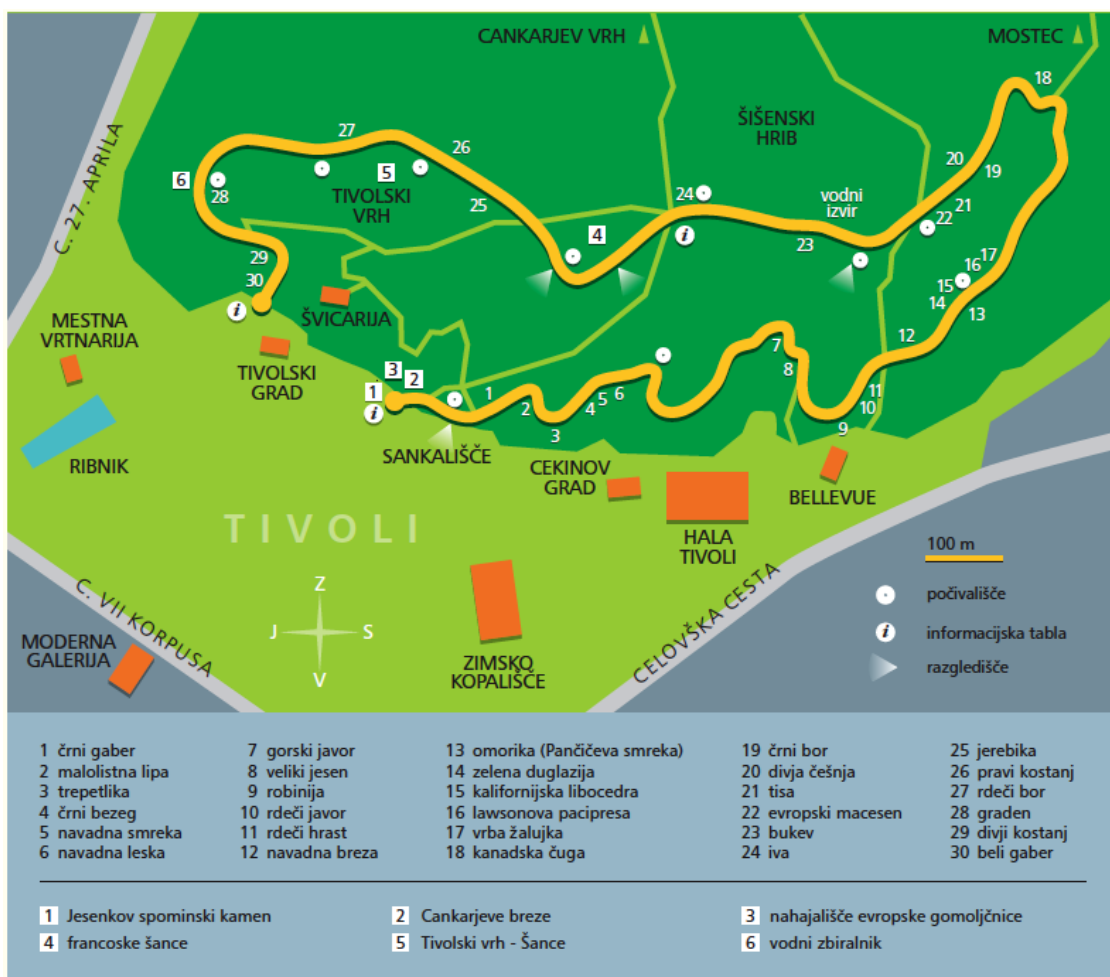 CANKARJEV VRH
MOSTEC
18
ŠIŠENSKI
HRIB
C. 27. APRILA
27
26
20
19
6
28
5
TIVOLSKI
VRH
25
24
i
vodni
izvir
21
22
23
4
29
30
i
16
17
15
14
13
12
ŠVICARIJA
MESTNA
VRTNARIJA
TIVOLSKI
GRAD
7
8
3
2
1
i
1
2
3
4
5
6
11
10
9
RIBNIK
SANKALIŠČE
CEKINOV
GRAD
BELLEVUE
HALA
TIVOLI
TIVOLI
C. VII KORPUSA
MODERNA
GALERIJA
Z
J
S
V
ZIMSKO
KOPALIŠČE
CELOVŠKA CESTA
100 m
počivališče
i informacijska tabla
razgledišče
1 črni gaber
2 malolistna lipa
3 trepetlika
4 črni bezeg
5 navadna smreka
6 navadna leska
7 gorski javor
8 veliki jesen
9 robinija
10 rdeči javor
11 rdeči hrast
12 navadna breza
13 omorika (Pančičeva smreka)
14 zelena duglazija
15 kalifornijska libocedra
16 lawsonova pacipresa
17 vrba žalujka
18 kanadska čuga
19 črni bor
20 divja češnja
21 tisa
22 evropski macesen
23 bukev
24 iva
25 jerebika
26 pravi kostanj
27 rdeči bor
28 graden
29 divji kostanj
30 beli gaber
1 Jesenkov spominski kamen
2 Cankarjeve breze
3 nahajališče evropske gomoljčnice
4 francoske šance
5 Tivolski vrh - Šance
6 vodni zbiralnik